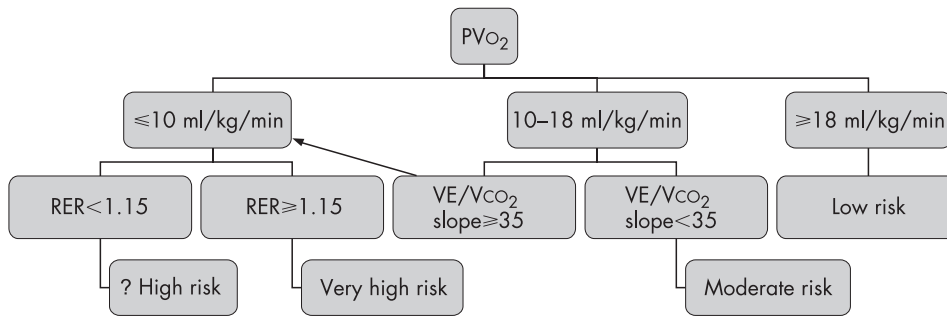 PVO₂
≤10 ml/kg/min
10–18 ml/kg/min
≥18 ml/kg/min
RER<1.15
RER≥1.15
VE/VCO₂
slope≥35
VE/VCO₂
slope<35
Low risk
? High risk
Very high risk
Moderate risk